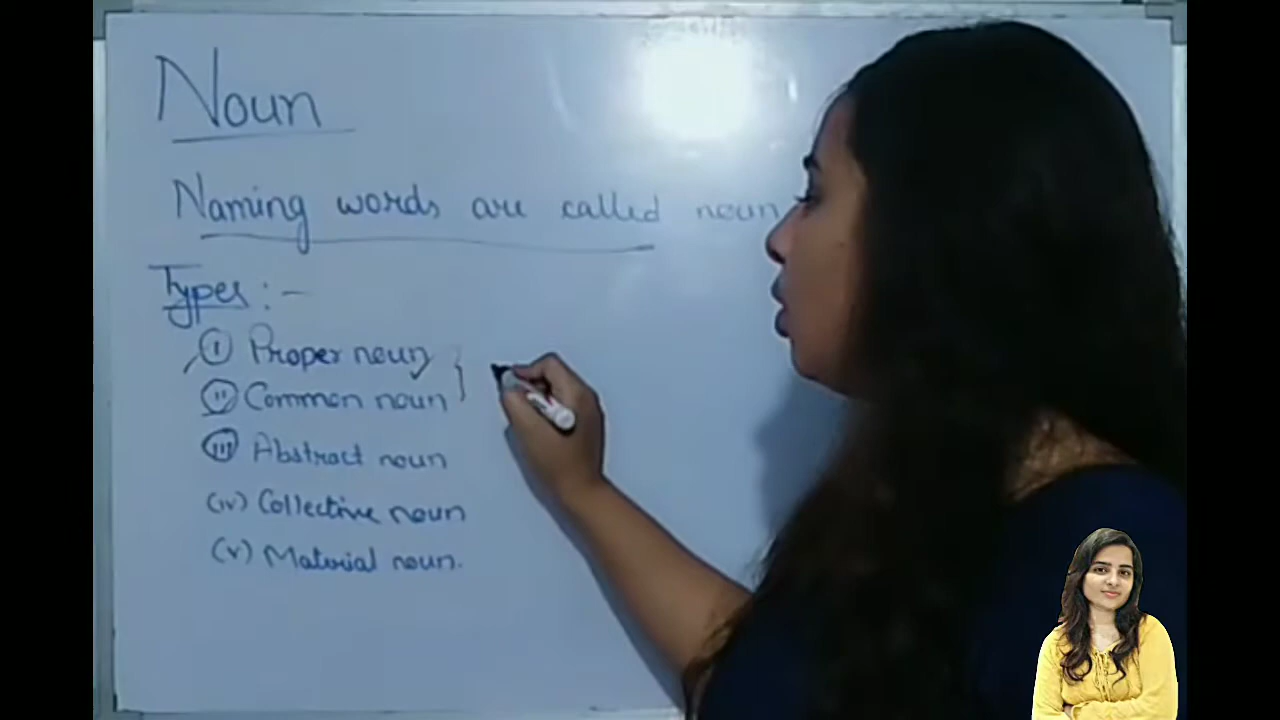 Noun
Naming words are called noun
Types :-
(i) Proper noun
(ii) Common noun
(iii) Abstract noun
(iv) Collective noun
(v) Material noun.